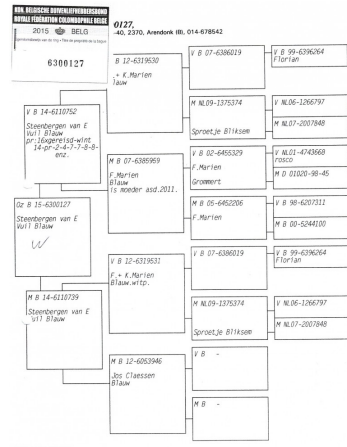 KON. BELGISCHE DUIVENLIEFHEBBERSBOND
ROYALE FÉDÉRATION COLOMBOPHILE BELGE
2015 BELG
6300127
0127,
-40, 2370, Arendonk (B), 014-678542
V B 14-6110752
Steenbergen van E
Vuil Blauw
pr:16xgereisd-wint
14-pr-2-4-7-7-8-8-
enz.
Oz B 15-6300127
Steenbergen van E
Vuil Blauw
M B 14-6110739
Steenbergen van E
uil Blauw
B 12-6319530
+ K.Marien
lauw
M B 07-6385959
F.Marien
Blauw
is moeder asd.2011.
V B 12-6319531
F.+ K.Marien
Blauw.witp.
M B 12-6053946
Jos Claessen
Blauw
V B 07-6386019
M NL09-1375374
Sproetje Bliksem
V B 02-6455329
F.Marien
Grommert
M B 05-6452206
F.Marien
V B 07-6386019
M NL09-1375374
Sproetje Bliksem
V B -
M B -
V B 99-6396264
Florian
V NL06-1266797
M NL07-2007848
V NL01-4743668
rosco
M D 01020-98-45
V B 98-6207311
M B 00-5244100
V B 99-6396264
Florian
V NL06-1266797
M NL07-2007848